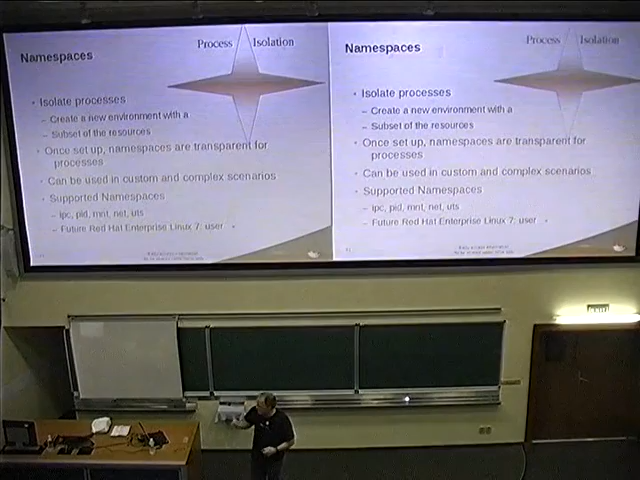 Namespaces
Process Isolation
Isolate processes
– Create a new environment with a
– Subset of the resources
Once set up, namespaces are transparent for
processes
Can be used in custom and complex scenarios
Supported Namespaces
– ipc, pid, mnt, net, uts
– Future Red Hat Enterprise Linux 7: user
Namespaces
Process Isolation
Isolate processes
– Create a new environment with a
– Subset of the resources
Once set up, namespaces are transparent for
processes
Can be used in custom and complex scenarios
Supported Namespaces
– ipc, pid, mnt, net, uts
– Future Red Hat Enterprise Linux 7: user